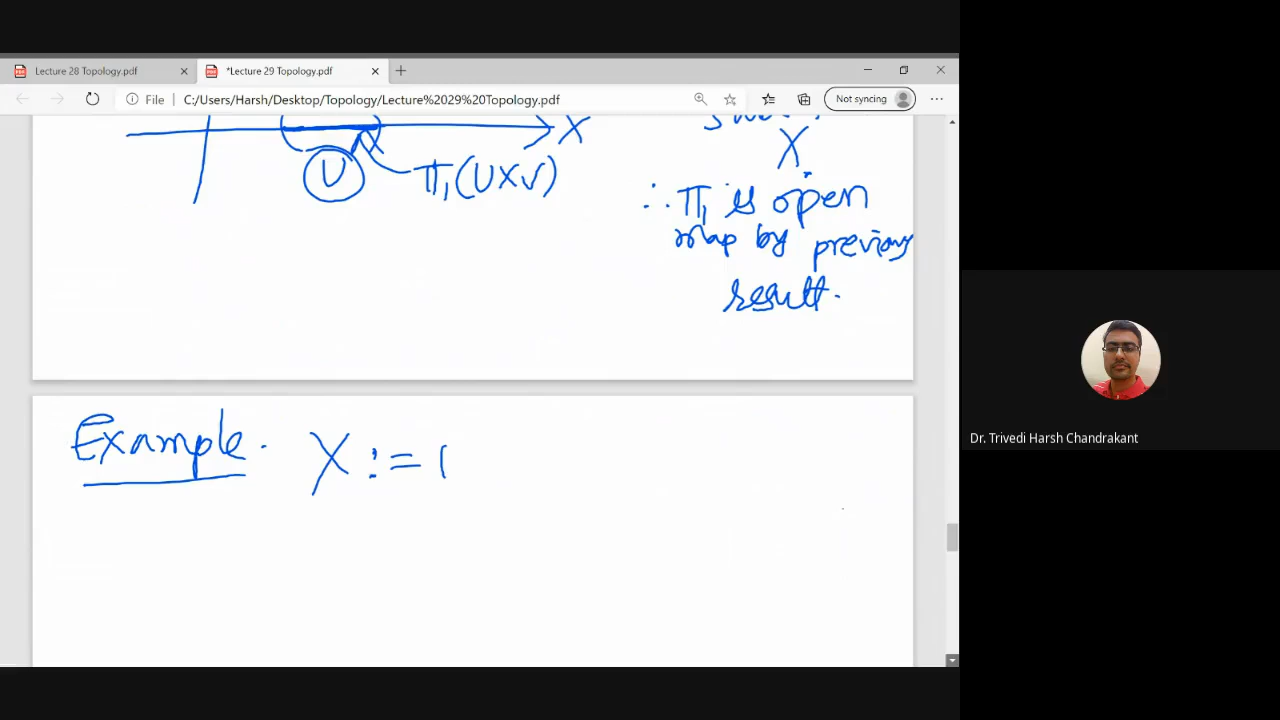 Lecture 28 Topology.pdf
*Lecture 29 Topology.pdf
File
C:/Users/Harsh/Desktop/Topology/Lecture%2029%20Topology.pdf
Not syncing
X
U
π₁(U×V)
X
∴ π₁ is open
map by previous
result.
Example. X :=
Dr. Trivedi Harsh Chandrakant